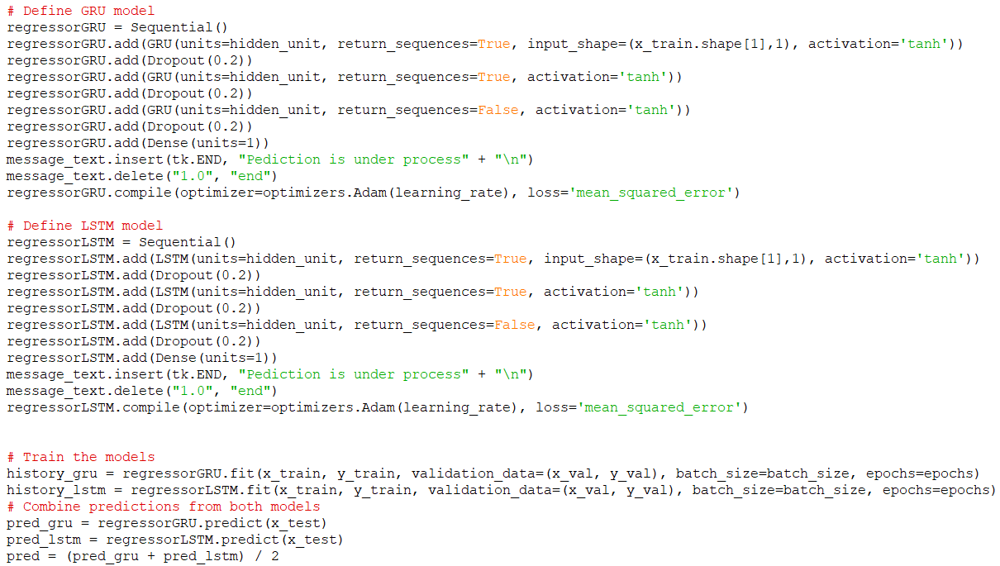 # Define GRU model
regressorGRU = Sequential()
regressorGRU.add(GRU(units=hidden_unit, return_sequences=True, input_shape=(x_train.shape[1],1), activation='tanh'))
regressorGRU.add(Dropout(0.2))
regressorGRU.add(GRU(units=hidden_unit, return_sequences=True, activation='tanh'))
regressorGRU.add(Dropout(0.2))
regressorGRU.add(GRU(units=hidden_unit, return_sequences=False, activation='tanh'))
regressorGRU.add(Dropout(0.2))
regressorGRU.add(Dense(units=1))
message_text.insert(tk.END, "Pediction is under process" + "\n")
message_text.delete("1.0", "end")
regressorGRU.compile(optimizer=optimizers.Adam(learning_rate), loss='mean_squared_error')
# Define LSTM model
regressorLSTM = Sequential()
regressorLSTM.add(LSTM(units=hidden_unit, return_sequences=True, input_shape=(x_train.shape[1],1), activation='tanh'))
regressorLSTM.add(Dropout(0.2))
regressorLSTM.add(LSTM(units=hidden_unit, return_sequences=True, activation='tanh'))
regressorLSTM.add(Dropout(0.2))
regressorLSTM.add(LSTM(units=hidden_unit, return_sequences=False, activation='tanh'))
regressorLSTM.add(Dropout(0.2))
regressorLSTM.add(Dense(units=1))
message_text.insert(tk.END, "Pediction is under process" + "\n")
message_text.delete("1.0", "end")
regressorLSTM.compile(optimizer=optimizers.Adam(learning_rate), loss='mean_squared_error')
# Train the models
history_gru = regressorGRU.fit(x_train, y_train, validation_data=(x_val, y_val), batch_size=batch_size, epochs=epochs)
history_lstm = regressorLSTM.fit(x_train, y_train, validation_data=(x_val, y_val), batch_size=batch_size, epochs=epochs)
# Combine predictions from both models
pred_gru = regressorGRU.predict(x_test)
pred_lstm = regressorLSTM.predict(x_test)
pred = (pred_gru + pred_lstm) / 2